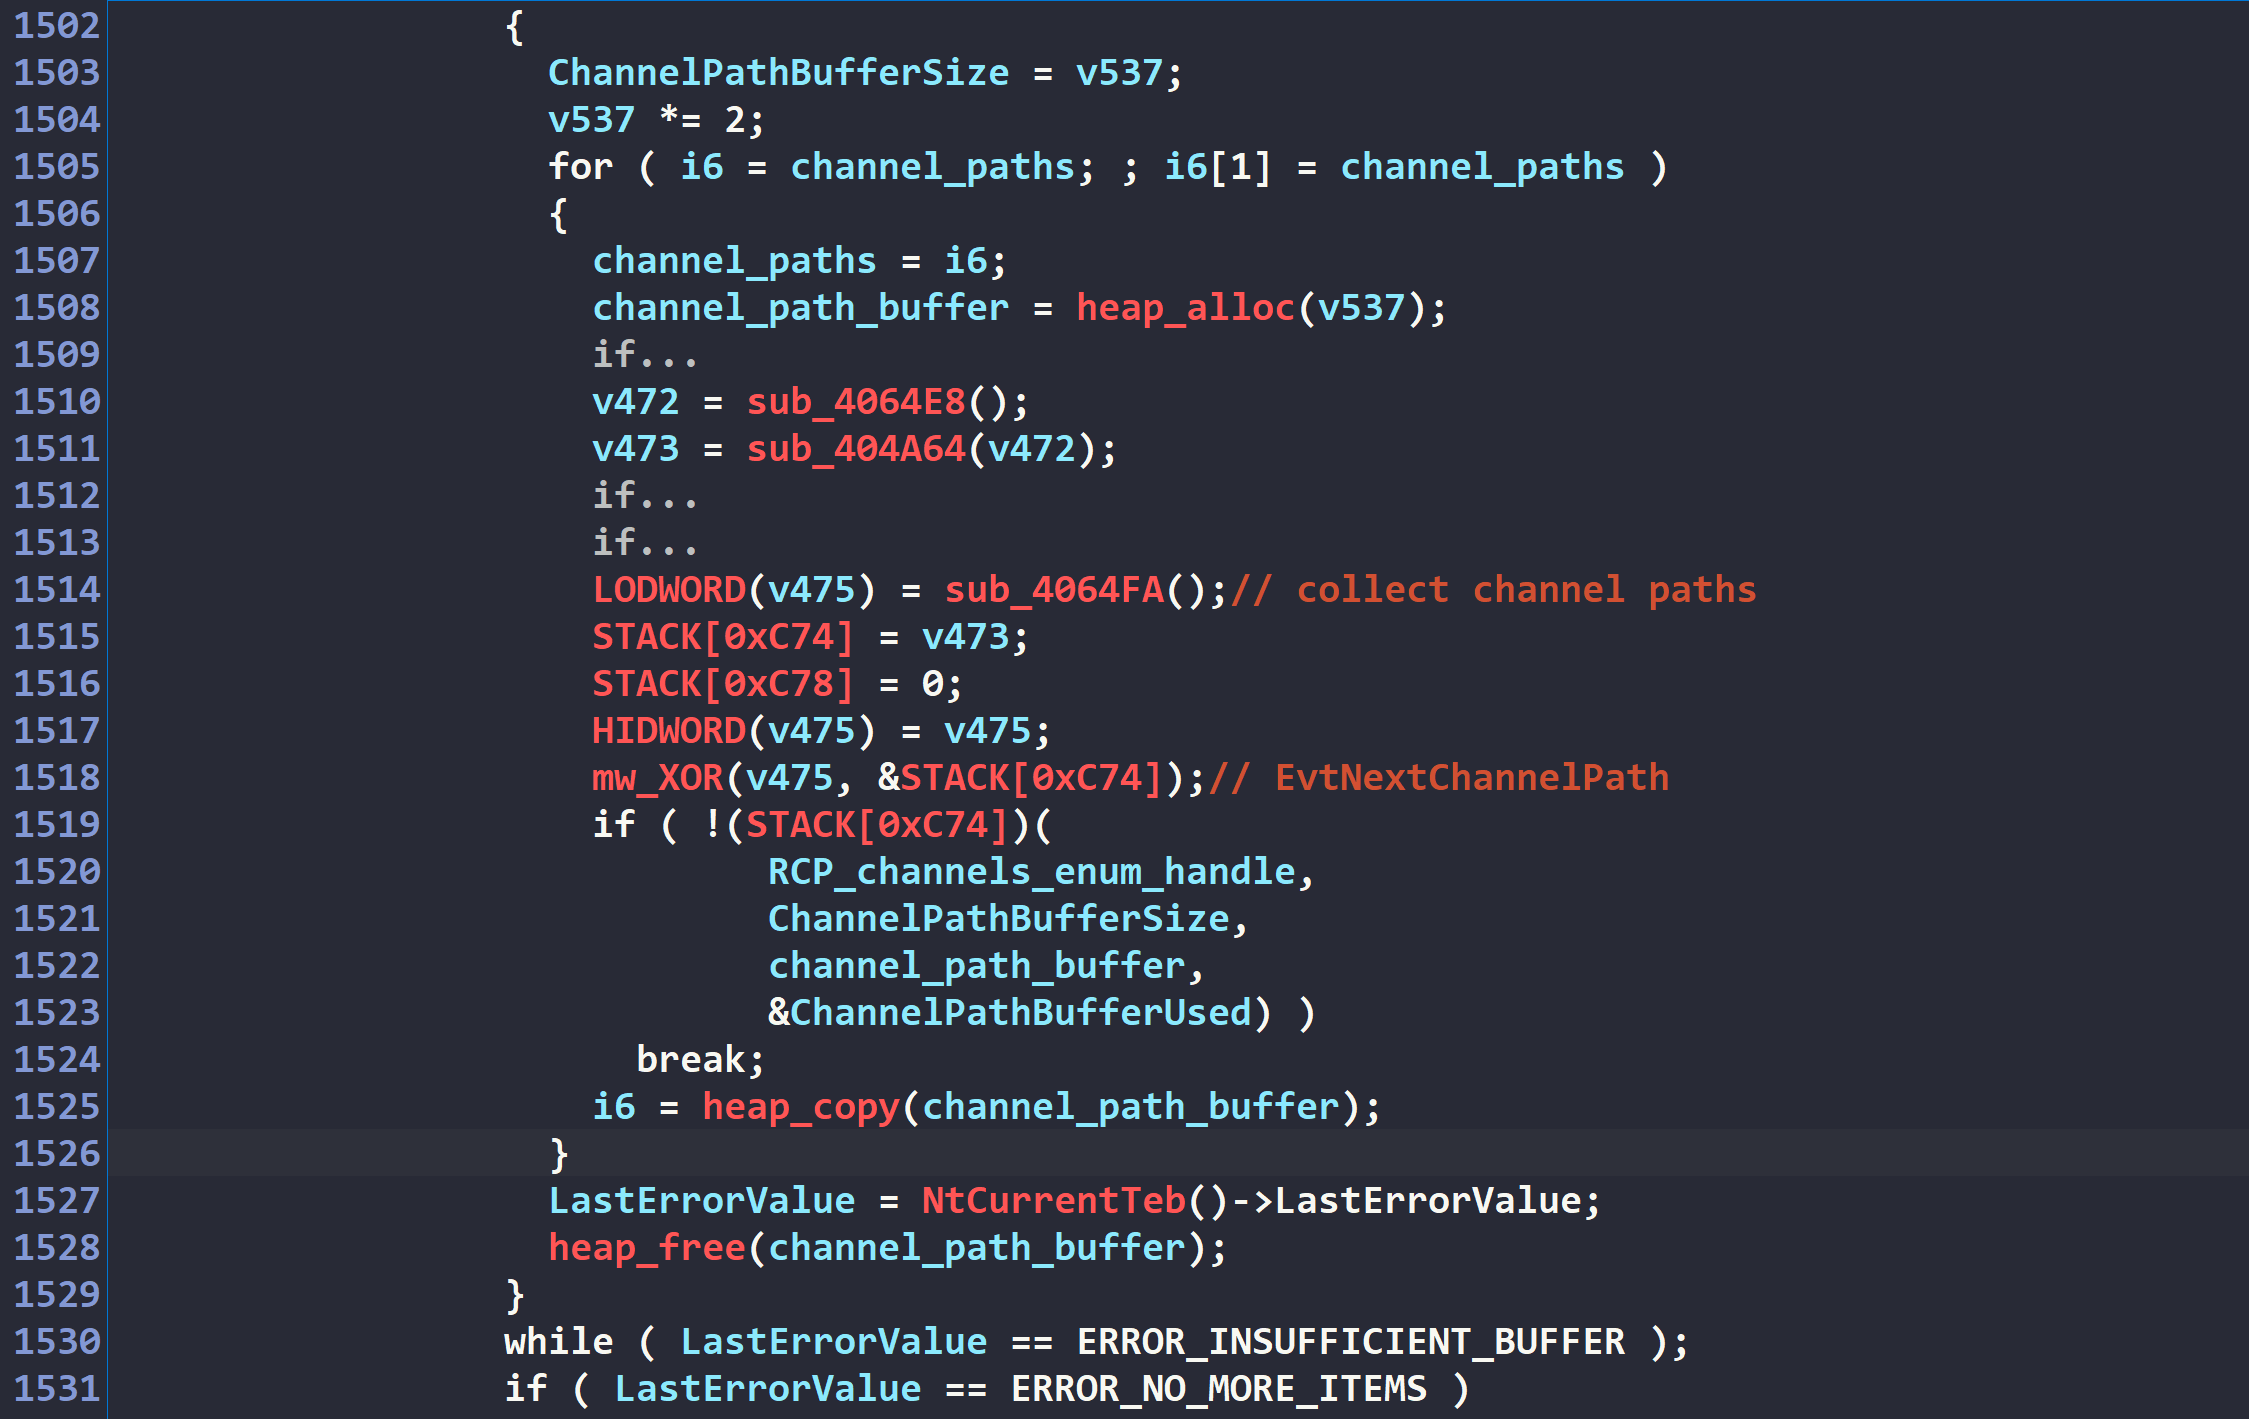 1502 {
1503 ChannelPathBufferSize = v537;
1504 v537 *= 2;
1505 for ( i6 = channel_paths; ; i6[1] = channel_paths )
1506 {
1507 channel_paths = i6;
1508 channel_path_buffer = heap_alloc(v537);
1509 if...
1510 v472 = sub_4064E8();
1511 v473 = sub_404A64(v472);
1512 if...
1513 if...
1514 LODWORD(v475) = sub_4064FA();// collect channel paths
1515 STACK[0xC74] = v473;
1516 STACK[0xC78] = 0;
1517 HIDWORD(v475) = v475;
1518 mw_XOR(v475, &STACK[0xC74]);// EvtNextChannelPath
1519 if ( !(STACK[0xC74])(
1520 RCP_channels_enum_handle,
1521 ChannelPathBufferSize,
1522 channel_path_buffer,
1523 &ChannelPathBufferUsed) )
1524 break;
1525 i6 = heap_copy(channel_path_buffer);
1526 }
1527 LastErrorValue = NtCurrentTeb()->LastErrorValue;
1528 heap_free(channel_path_buffer);
1529 }
1530 while ( LastErrorValue == ERROR_INSUFFICIENT_BUFFER );
1531 if ( LastErrorValue == ERROR_NO_MORE_ITEMS )